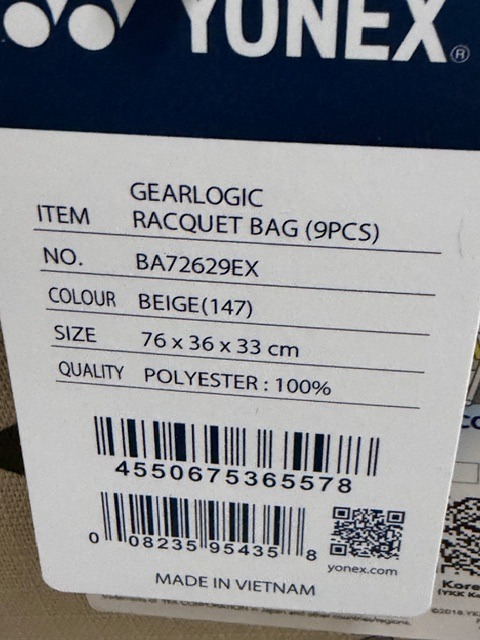 YONEX®
GEARLOGIC
ITEM RACQUET BAG (9PCS)
NO. BA72629EX
COLOUR BEIGE(147)
SIZE 76 x 36 x 33 cm
QUALITY POLYESTER : 100%
4550675365578
0 08235 95435 8
yonex.com
MADE IN VIETNAM